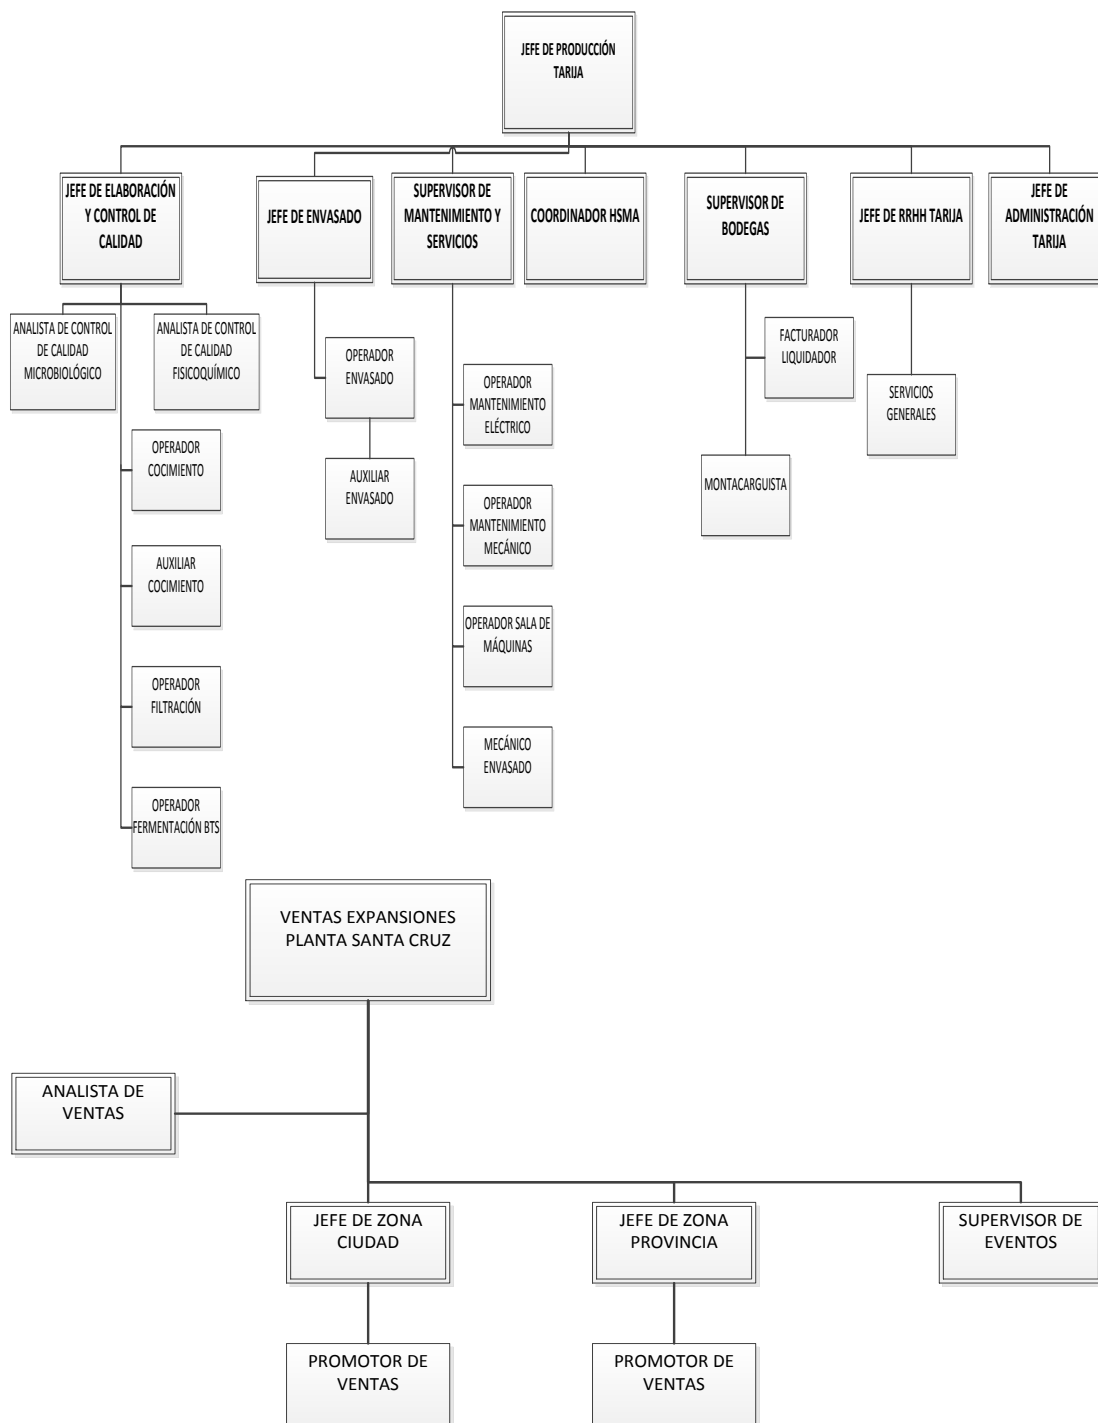 JEFE DE PRODUCCIÓN
TARIJA
JEFE DE ELABORACIÓN
Y CONTROL DE
CALIDAD
JEFE DE ENVASADO
SUPERVISOR DE
MANTENIMIENTO Y
SERVICIOS
COORDINADOR HSMA
SUPERVISOR DE
BODEGAS
JEFE DE RRHH TARIJA
JEFE DE
ADMINISTRACIÓN
TARIJA
ANALISTA DE CONTROL
DE CALIDAD
MICROBIOLÓGICO
ANALISTA DE CONTROL
DE CALIDAD
FISICOQUÍMICO
OPERADOR
COCIMIENTO
AUXILIAR
COCIMIENTO
OPERADOR
FILTRACIÓN
OPERADOR
FERMENTACIÓN BTS
OPERADOR
ENVASADO
AUXILIAR
ENVASADO
OPERADOR
MANTENIMIENTO
ELÉCTRICO
OPERADOR
MANTENIMIENTO
MECÁNICO
OPERADOR SALA DE
MÁQUINAS
MECÁNICO
ENVASADO
FACTURADOR
LIQUIDADOR
MONTACARGUISTA
SERVICIOS
GENERALES
VENTAS EXPANSIONES
PLANTA SANTA CRUZ
ANALISTA DE
VENTAS
JEFE DE ZONA
CIUDAD
JEFE DE ZONA
PROVINCIA
SUPERVISOR DE
EVENTOS
PROMOTOR DE
VENTAS
PROMOTOR DE
VENTAS